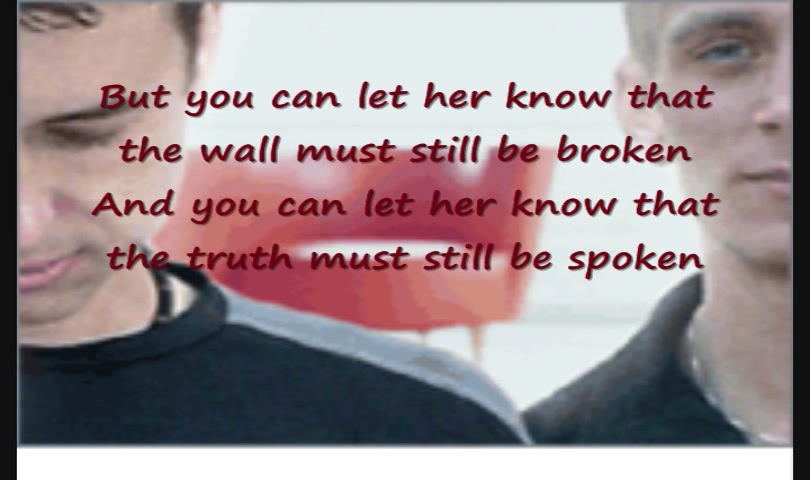 But you can let her know that
the wall must still be broken
And you can let her know that
the truth must still be spoken